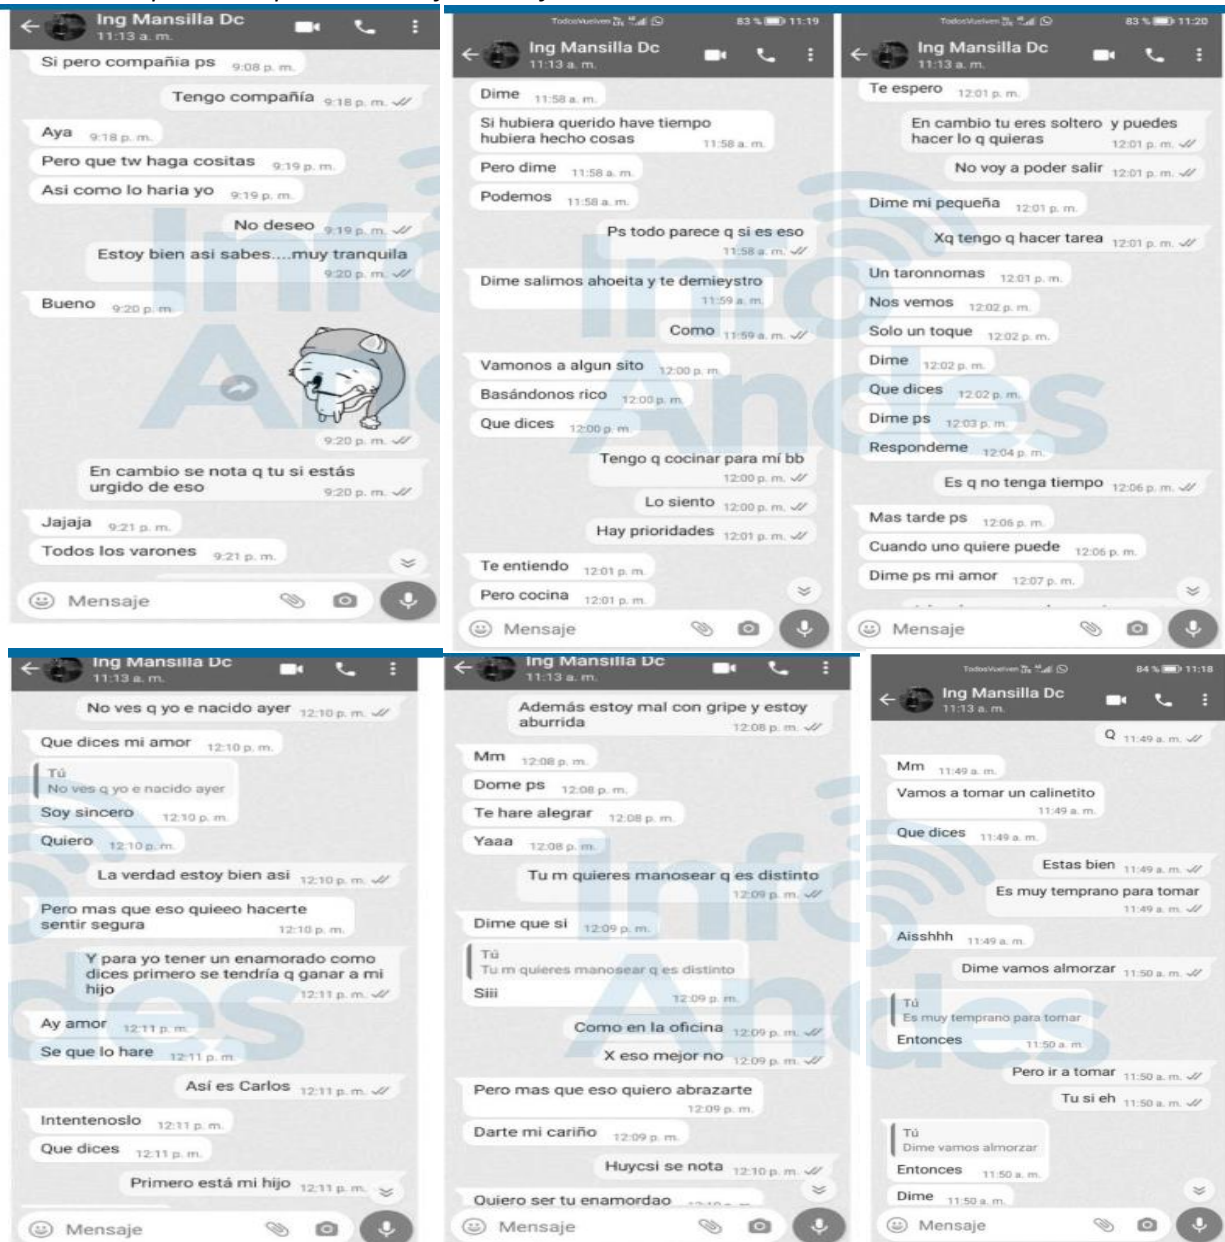 Ing Mansilla Dc
11:13 a. m.
Si pero compañia ps 9:08 p. m.
Tengo compañía 9:18 p. m.
Aya 9:18 p. m.
Pero que tw haga cositas 9:19 p. m.
Asi como lo haria yo 9:19 p. m.
No deseo 9:19 p. m.
Estoy bien asi sabes....muy tranquila
9:20 p. m.
Bueno 9:20 p. m.
9:20 p. m.
En cambio se nota q tu si estás
urgido de eso 9:20 p. m.
Jajaja 9:21 p. m.
Todos los varones 9:21 p. m.
Mensaje
TodosVuelven 83 % 11:19
Ing Mansilla Dc
11:13 a. m.
Dime 11:58 a. m.
Si hubiera querido have tiempo
hubiera hecho cosas 11:58 a. m.
Pero dime 11:58 a. m.
Podemos 11:58 a. m.
Ps todo parece q si es eso
11:58 a. m.
Dime salimos ahoeita y te demieystro
11:59 a. m.
Como 11:59 a. m.
Vamonos a algun sito 12:00 p. m.
Basándonos rico 12:00 p. m.
Que dices 12:00 p. m.
Tengo q cocinar para mí bb
12:00 p. m.
Lo siento 12:00 p. m.
Hay prioridades 12:01 p. m.
Te entiendo 12:01 p. m.
Pero cocina 12:01 p. m.
Mensaje
TodosVuelven 83 % 11:20
Ing Mansilla Dc
11:13 a. m.
Te espero 12:01 p. m.
En cambio tu eres soltero y puedes
hacer lo q quieras 12:01 p. m.
No voy a poder salir 12:01 p. m.
Dime mi pequeña 12:01 p. m.
Xq tengo q hacer tarea 12:01 p. m.
Un taronnomas 12:01 p. m.
Nos vemos 12:02 p. m.
Solo un toque 12:02 p. m.
Dime 12:02 p. m.
Que dices 12:02 p. m.
Dime ps 12:03 p. m.
Respondeme 12:04 p. m.
Es q no tenga tiempo 12:06 p. m.
Mas tarde ps 12:06 p. m.
Cuando uno quiere puede 12:06 p. m.
Dime ps mi amor 12:07 p. m.
Mensaje
Ing Mansilla Dc
11:13 a. m.
No ves q yo e nacido ayer 12:10 p. m.
Que dices mi amor 12:10 p. m.
Tú
No ves q yo e nacido ayer
Soy sincero 12:10 p. m.
Quiero 12:10 p. m.
La verdad estoy bien asi 12:10 p. m.
Pero mas que eso quieeo hacerte
sentir segura 12:10 p. m.
Y para yo tener un enamorado como
dices primero se tendría q ganar a mi
hijo 12:11 p. m.
Ay amor 12:11 p. m.
Se que lo hare 12:11 p. m.
Así es Carlos 12:11 p. m.
Intentenoslo 12:11 p. m.
Que dices 12:11 p. m.
Primero está mi hijo 12:11 p. m.
Mensaje
Ing Mansilla Dc
11:13 a. m.
Además estoy mal con gripe y estoy
aburrida 12:08 p. m.
Mm 12:08 p. m.
Dome ps 12:08 p. m.
Te hare alegrar 12:08 p. m.
Yaaa 12:08 p. m.
Tu m quieres manosear q es distinto
12:09 p. m.
Dime que si 12:09 p. m.
Tú
Tu m quieres manosear q es distinto
Siii 12:09 p. m.
Como en la oficina 12:09 p. m.
X eso mejor no 12:09 p. m.
Pero mas que eso quiero abrazarte
12:09 p. m.
Darte mi cariño 12:09 p. m.
Huycsi se nota 12:10 p. m.
Quiero ser tu enamordao
Mensaje
TodosVuelven 84 % 11:18
Ing Mansilla Dc
11:13 a. m.
Q 11:49 a. m.
Mm 11:49 a. m.
Vamos a tomar un calinetito
11:49 a. m.
Que dices 11:49 a. m.
Estas bien 11:49 a. m.
Es muy temprano para tomar
11:49 a. m.
Aisshhh 11:49 a. m.
Dime vamos almorzar 11:50 a. m.
Tú
Es muy temprano para tomar
Entonces 11:50 a. m.
Pero ir a tomar 11:50 a. m.
Tu si eh 11:50 a. m.
Tú
Dime vamos almorzar
Entonces 11:50 a. m.
Dime 11:50 a. m.
Mensaje
Info
Andes